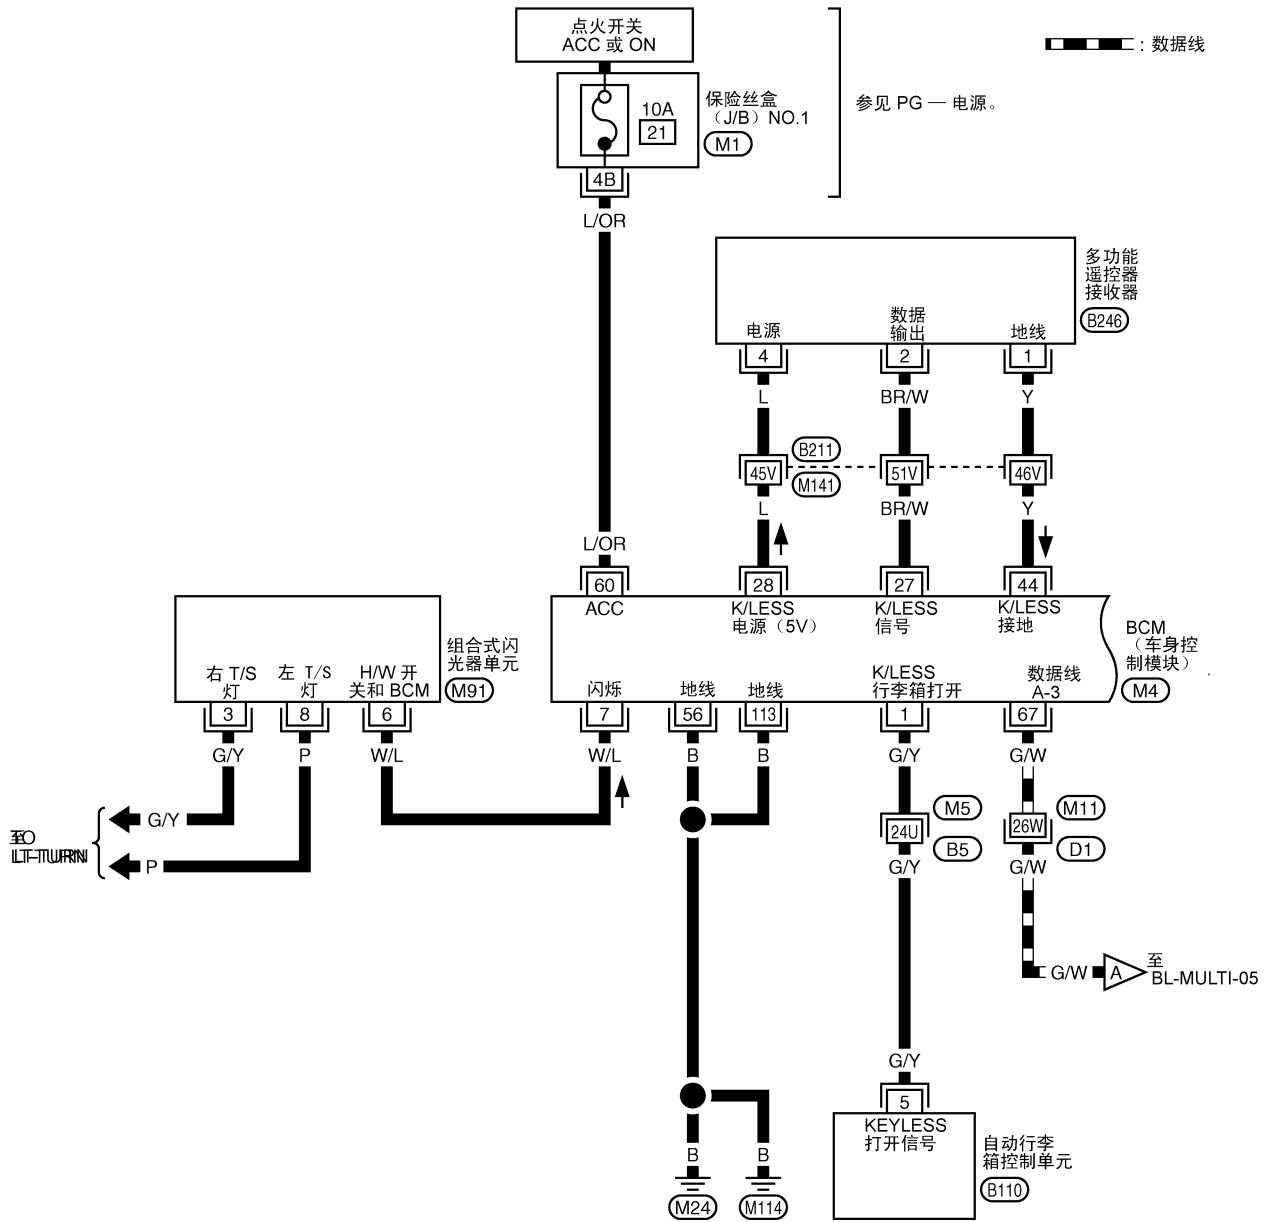 点火开关
ACC 或 ON
: 数据线
10A
21
保险丝盒
（J/B）NO.1
M1
参见 PG — 电源。
4B
L/OR
多功能
遥控器
接收器
B246
电源
数据
输出
地线
4
2
1
L
BR/W
Y
B211
45V
51V
46V
M141
L
BR/W
Y
L/OR
60
28
27
44
ACC
K/LESS
电源（5V）
K/LESS
信号
K/LESS
接地
BCM
（车身控
制模块）
M4
闪烁
地线
地线
K/LESS
行李箱打开
数据线
A-3
组合式闪
光器单元
M91
右 T/S
灯
左 T/S
灯
H/W 开
关和 BCM
3
8
6
7
56
113
1
67
G/Y
P
W/L
W/L
B
B
G/Y
G/W
G/Y
P
LT-TURN
M5
24U
B5
M11
26W
D1
G/Y
G/W
G/W
A
至
BL-MULTI-05
G/Y
5
KEYLESS
打开信号
自动行李
箱控制单元
B110
B
B
M24
M114